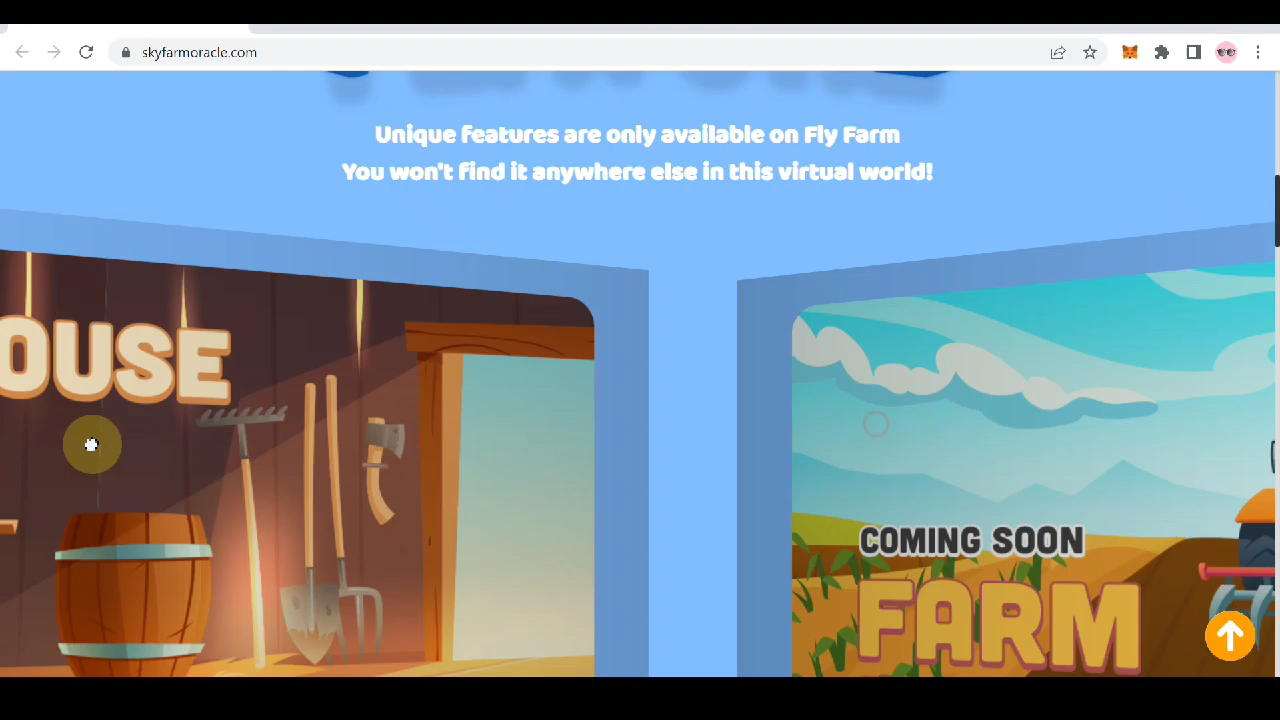 skyfarmoracle.com
Unique features are only available on Fly Farm
You won't find it anywhere else in this virtual world!
OUSE
COMING SOON
FARM